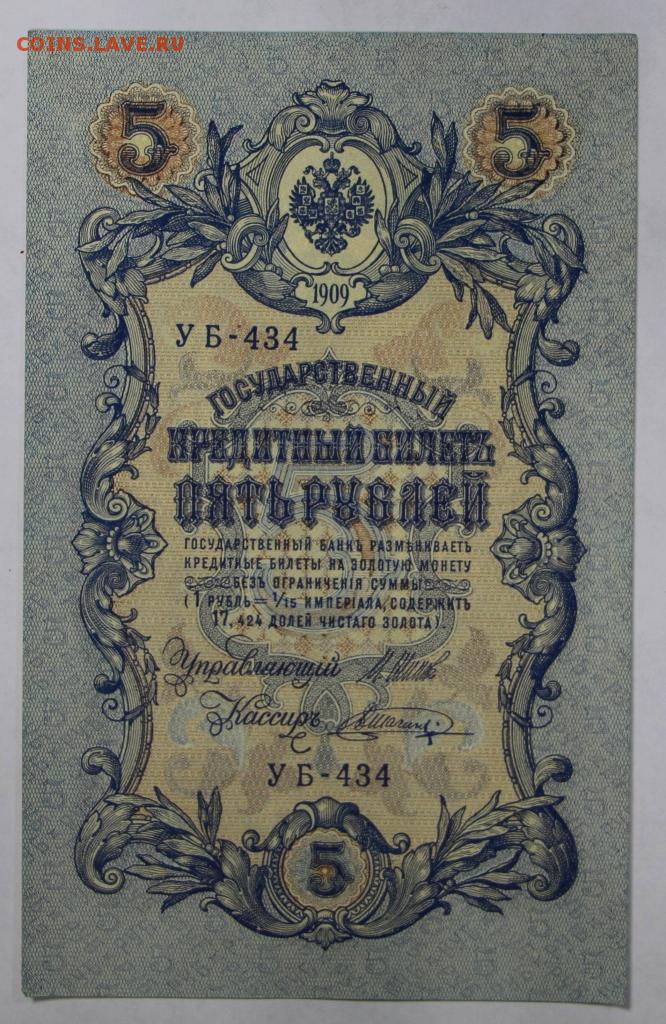 COINS.LAVE.RU
5 5
1909
УБ-434
ГОСУДАРСТВЕННЫЙ
КРЕДИТНЫЙ БИЛЕТЪ
ПЯТЬ РУБЛЕЙ
ГОСУДАРСТВЕННЫЙ БАНКЪ РАЗМѢНИВАЕТЪ
КРЕДИТНЫЕ БИЛЕТЫ НА ЗОЛОТУЮ МОНЕТУ
БЕЗЪ ОГРАНИЧЕНІЯ СУММЫ
(1 РУБЛЬ = 1/15 ИМПЕРІАЛА, СОДЕРЖИТЪ
17,424 ДОЛЕЙ ЧИСТАГО ЗОЛОТА).
Управляющій
Кассиръ
УБ-434
5